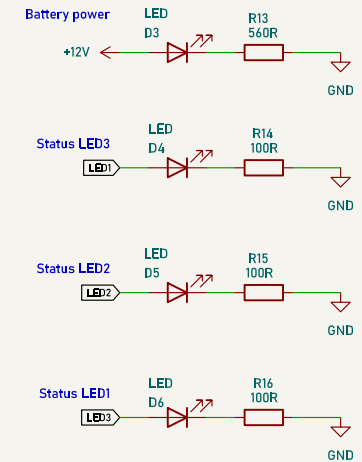 Battery power
LED
D3
R13
560R
+12V
GND
Status LED3
LED
D4
R14
100R
LED1
GND
Status LED2
LED
D5
R15
100R
LED2
GND
Status LED1
LED
D6
R16
100R
LED3
GND